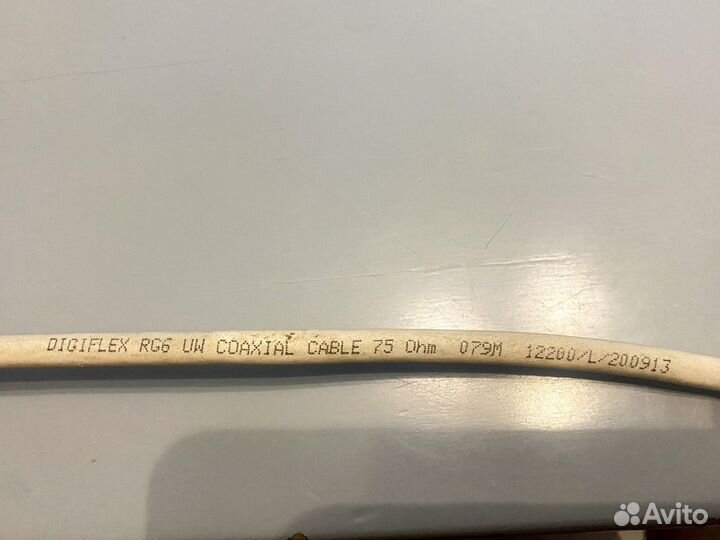 DIGIFLEX RG6 UW COAXIAL CABLE 75 Ohm 079M 12200/L/200913
Avito